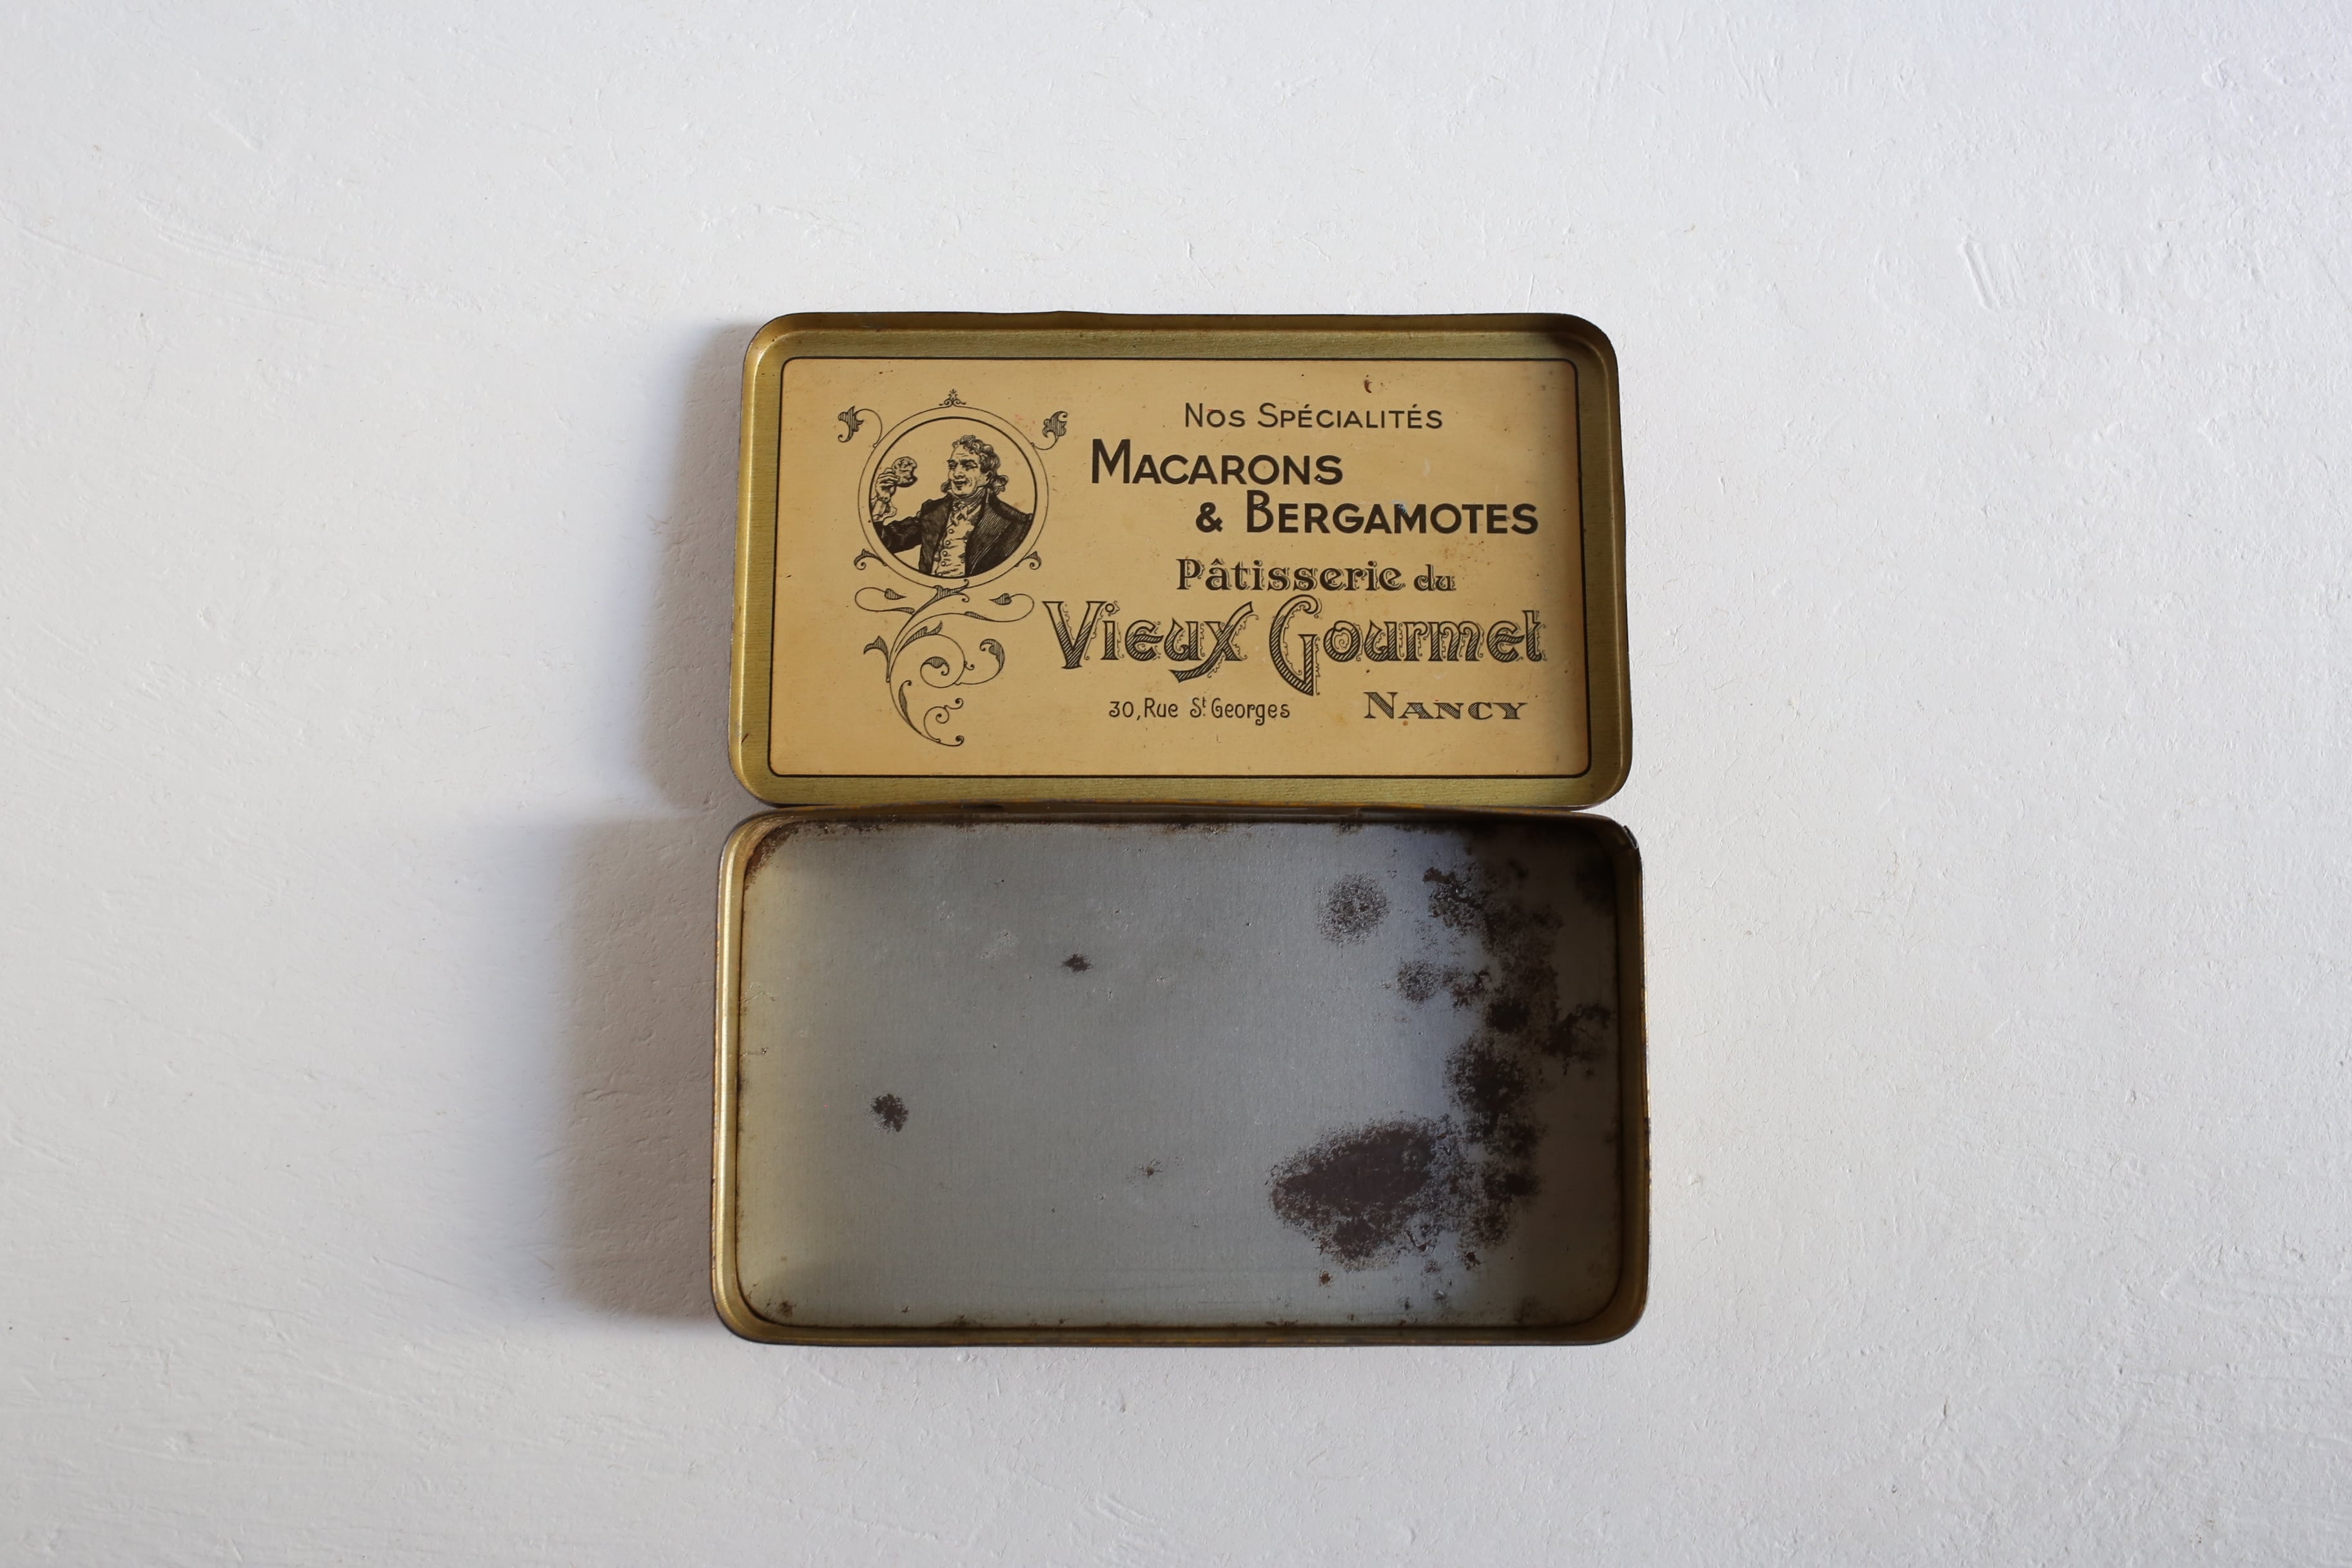 Nos Spécialités
Macarons
& Bergamotes
Pâtisserie du
Vieux Gourmet
30, Rue St Georges Nancy